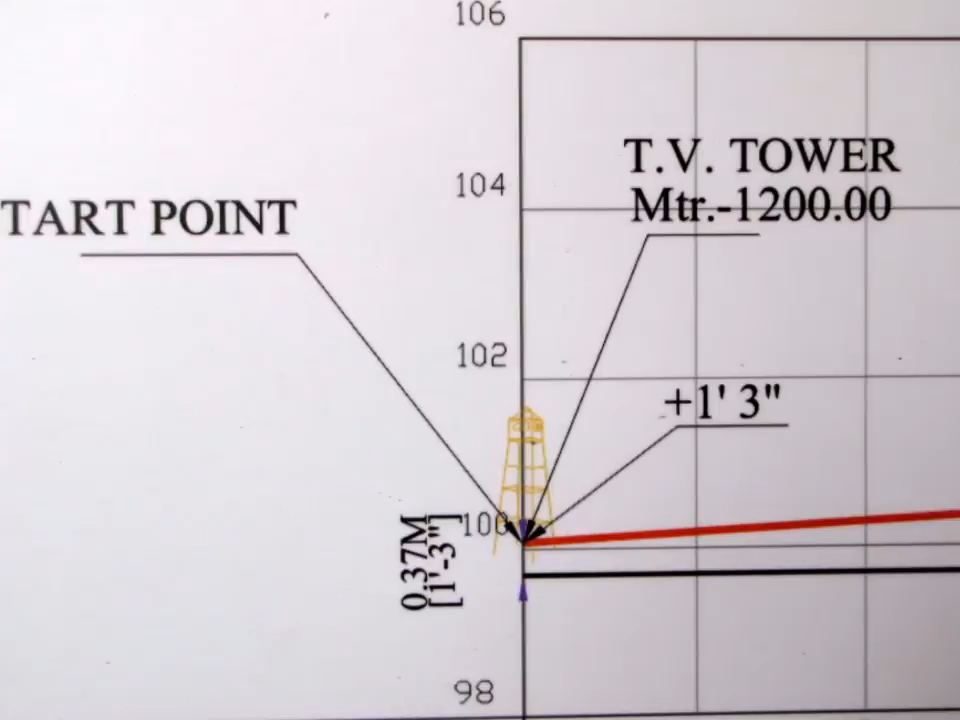 106
T.V. TOWER
104
Mtr.-1200.00
TART POINT
102
+1' 3"
100
0.37M
[1'-3"]
98